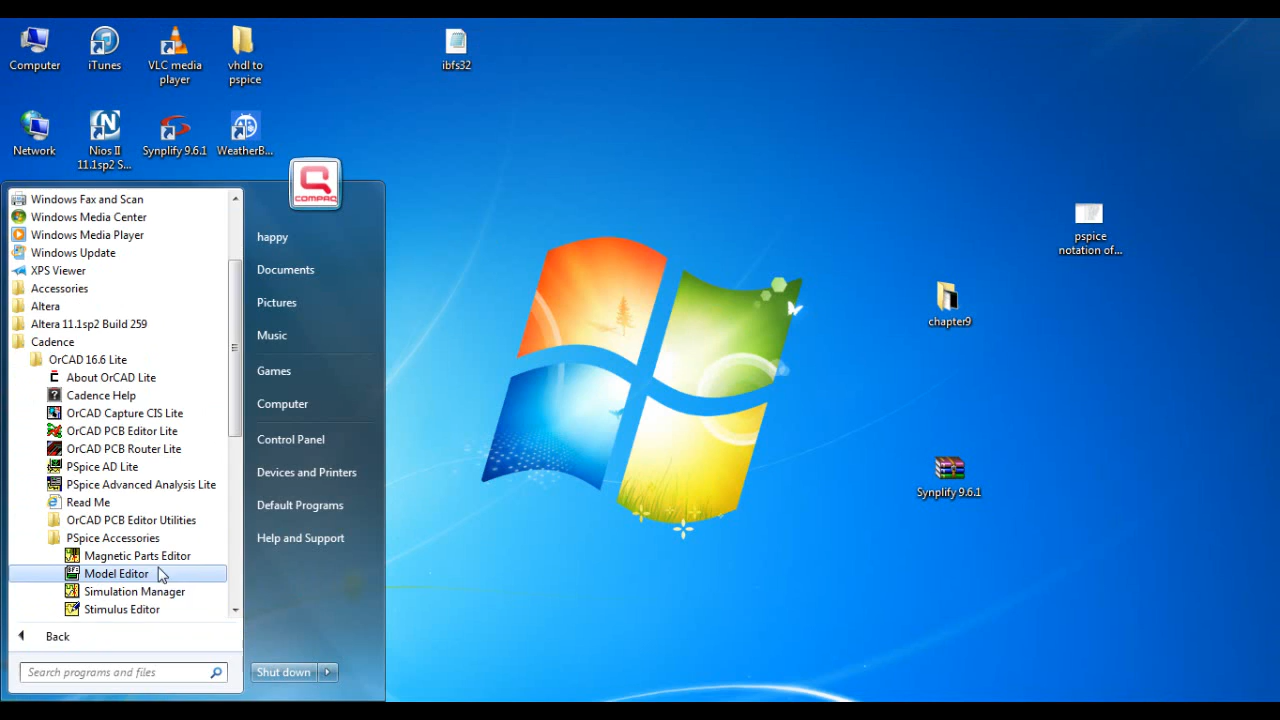 Computer
iTunes
VLC media
player
vhdl to
pspice
ibfs32
Network
Nios II
11.1sp2 S...
Synplify 9.6.1
WeatherB...
COMPAQ
Windows Fax and Scan
Windows Media Center
Windows Media Player
Windows Update
XPS Viewer
Accessories
Altera
Altera 11.1sp2 Build 259
Cadence
OrCAD 16.6 Lite
About OrCAD Lite
Cadence Help
OrCAD Capture CIS Lite
OrCAD PCB Editor Lite
OrCAD PCB Router Lite
PSpice AD Lite
PSpice Advanced Analysis Lite
Read Me
OrCAD PCB Editor Utilities
PSpice Accessories
Magnetic Parts Editor
Model Editor
Simulation Manager
Stimulus Editor
Back
Search programs and files
happy
Documents
Pictures
Music
Games
Computer
Control Panel
Devices and Printers
Default Programs
Help and Support
Shut down
pspice
notation of...
chapter9
Synplify 9.6.1